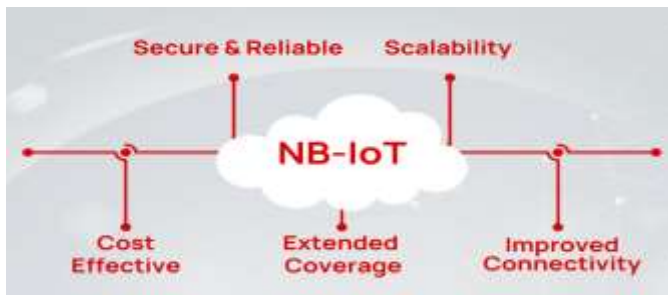 Secure & Reliable
Scalability
NB-IoT
Cost
Effective
Extended
Coverage
Improved
Connectivity